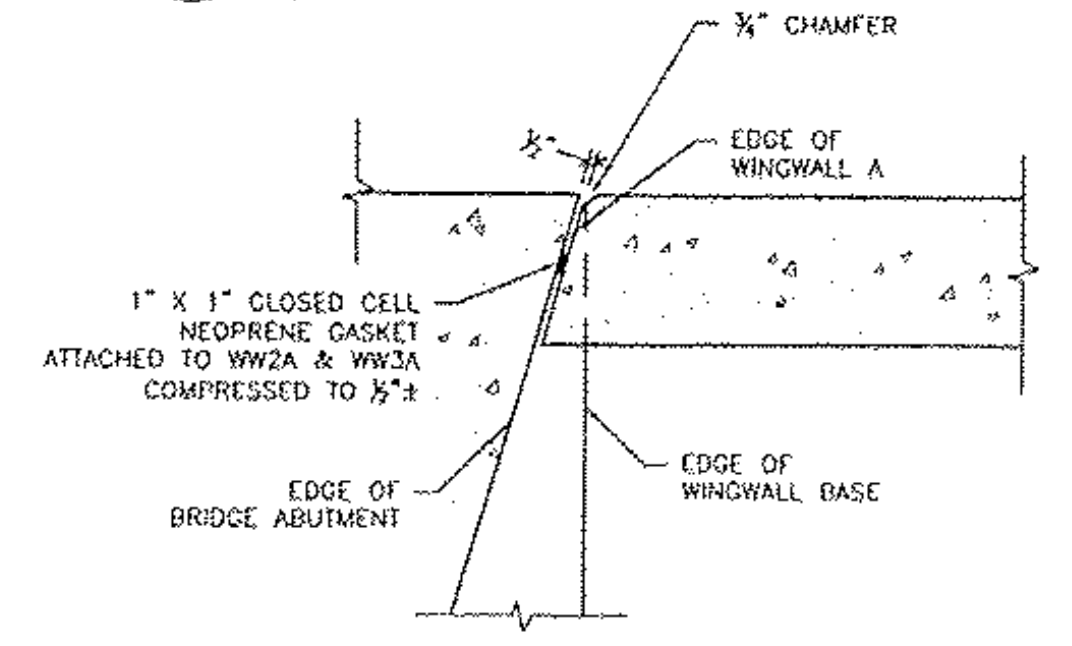 ¾" CHAMFER
½"
EDGE OF
WINGWALL A
1" X 1" CLOSED CELL
NEOPRENE GASKET
ATTACHED TO WW2A & WW3A
COMPRESSED TO ½"±
EDGE OF
BRIDGE ABUTMENT
EDGE OF
WINGWALL BASE